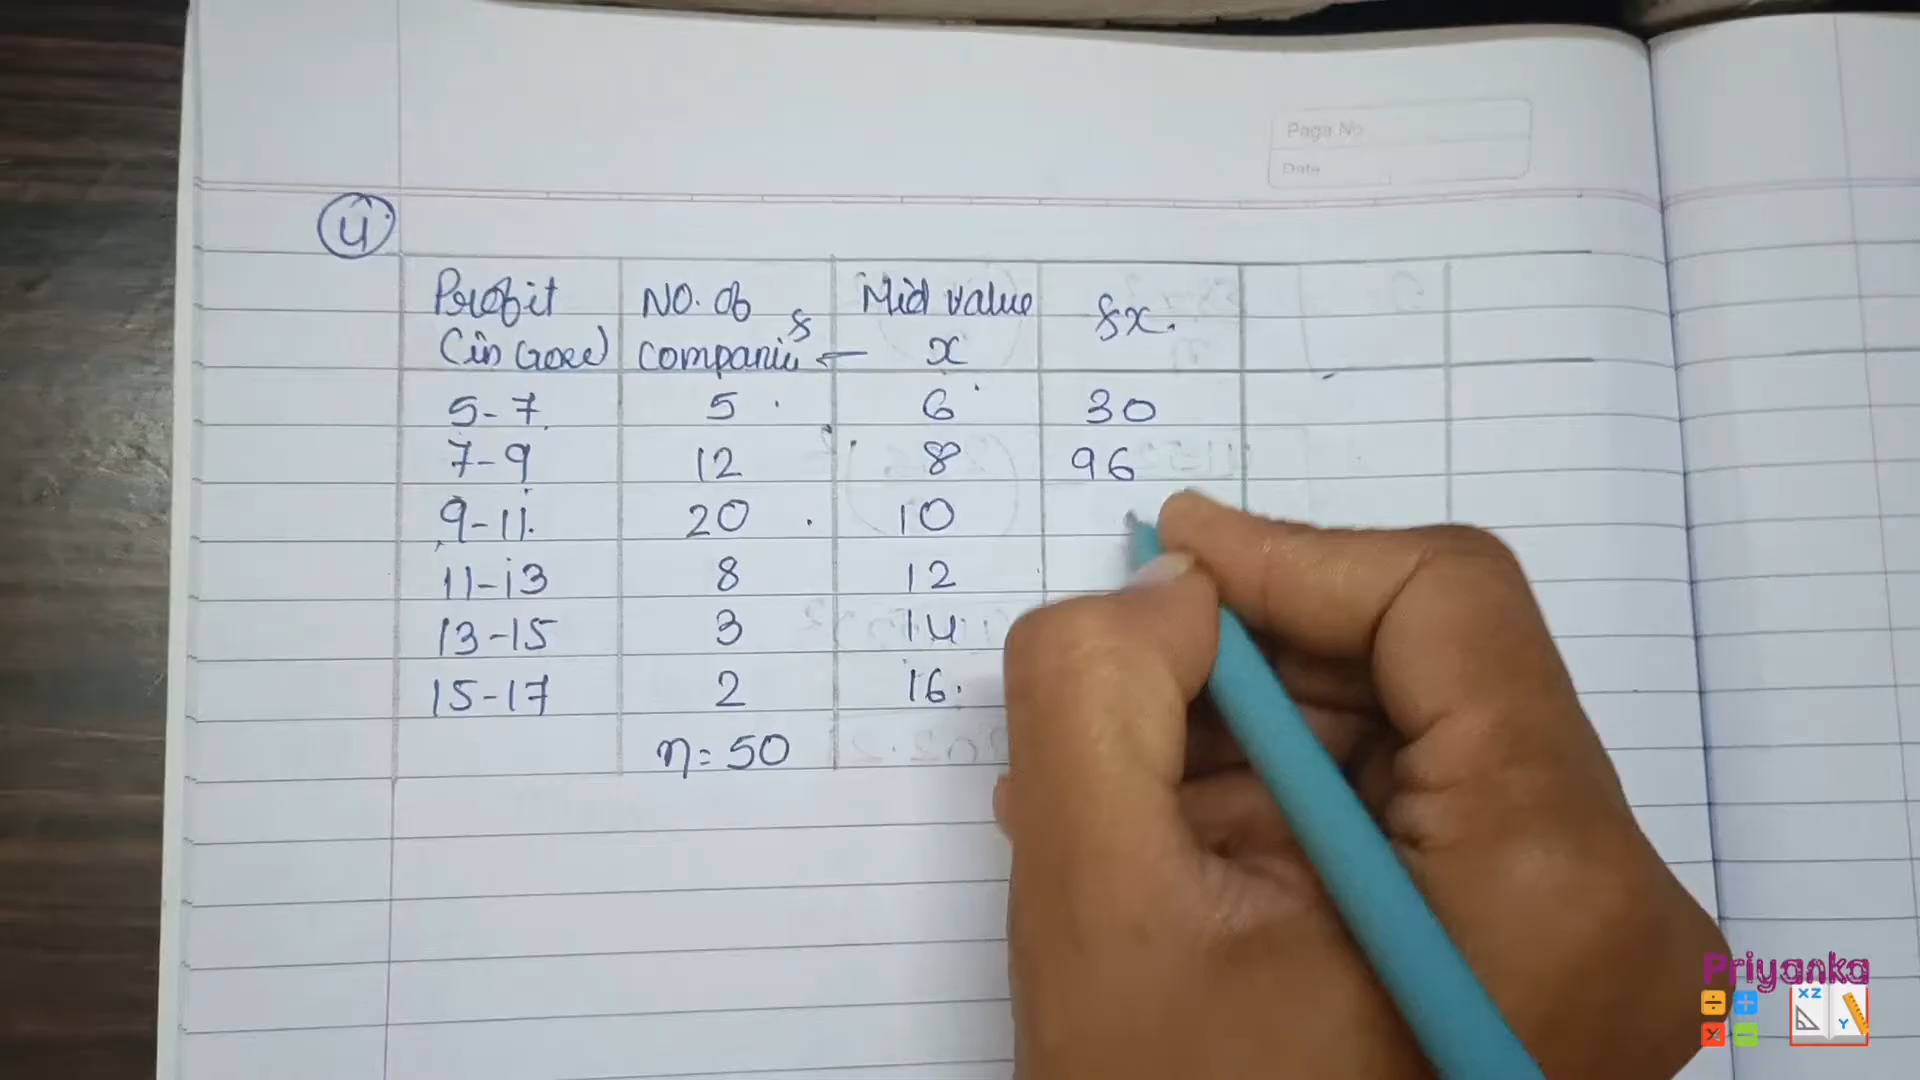 Page No
Date
4
Profit NO. of Mid value fx.
(in Crore) companies f x
5-7 5 6 30
7-9 12 8 96
9-11 20 10
11-13 8 12
13-15 3 14
15-17 2 16.
n = 50
Priyanka
XZ
Y